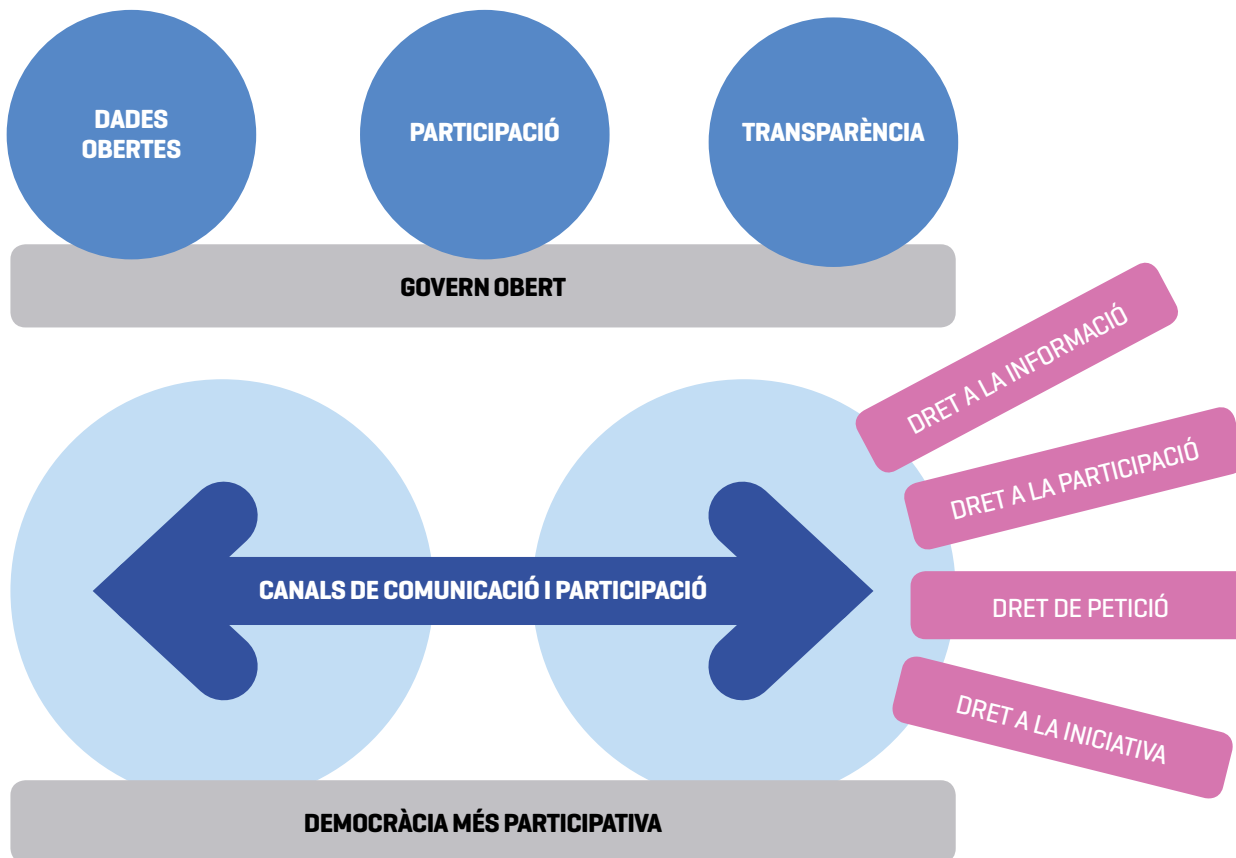 DADES
OBERTES
PARTICIPACIÓ
TRANSPARÈNCIA
GOVERN OBERT
DRET A LA INFORMACIÓ
DRET A LA PARTICIPACIÓ
CANALS DE COMUNICACIÓ I PARTICIPACIÓ
DRET DE PETICIÓ
DRET A LA INICIATIVA
DEMOCRÀCIA MÉS PARTICIPATIVA